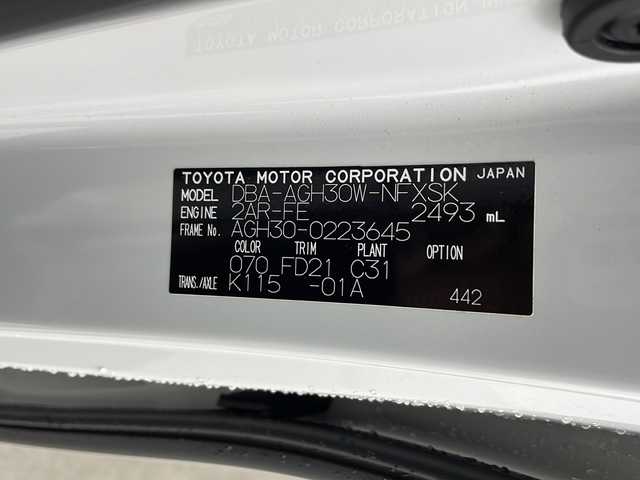 TOYOTA MOTOR CORPORATION JAPAN
MODEL DBA-AGH30W-NFXSK
ENGINE 2AR-FE 2493 mL
FRAME No. AGH30-0223645
COLOR TRIM PLANT OPTION
070 FD21 C31
TRANS./AXLE K115 -01A
442